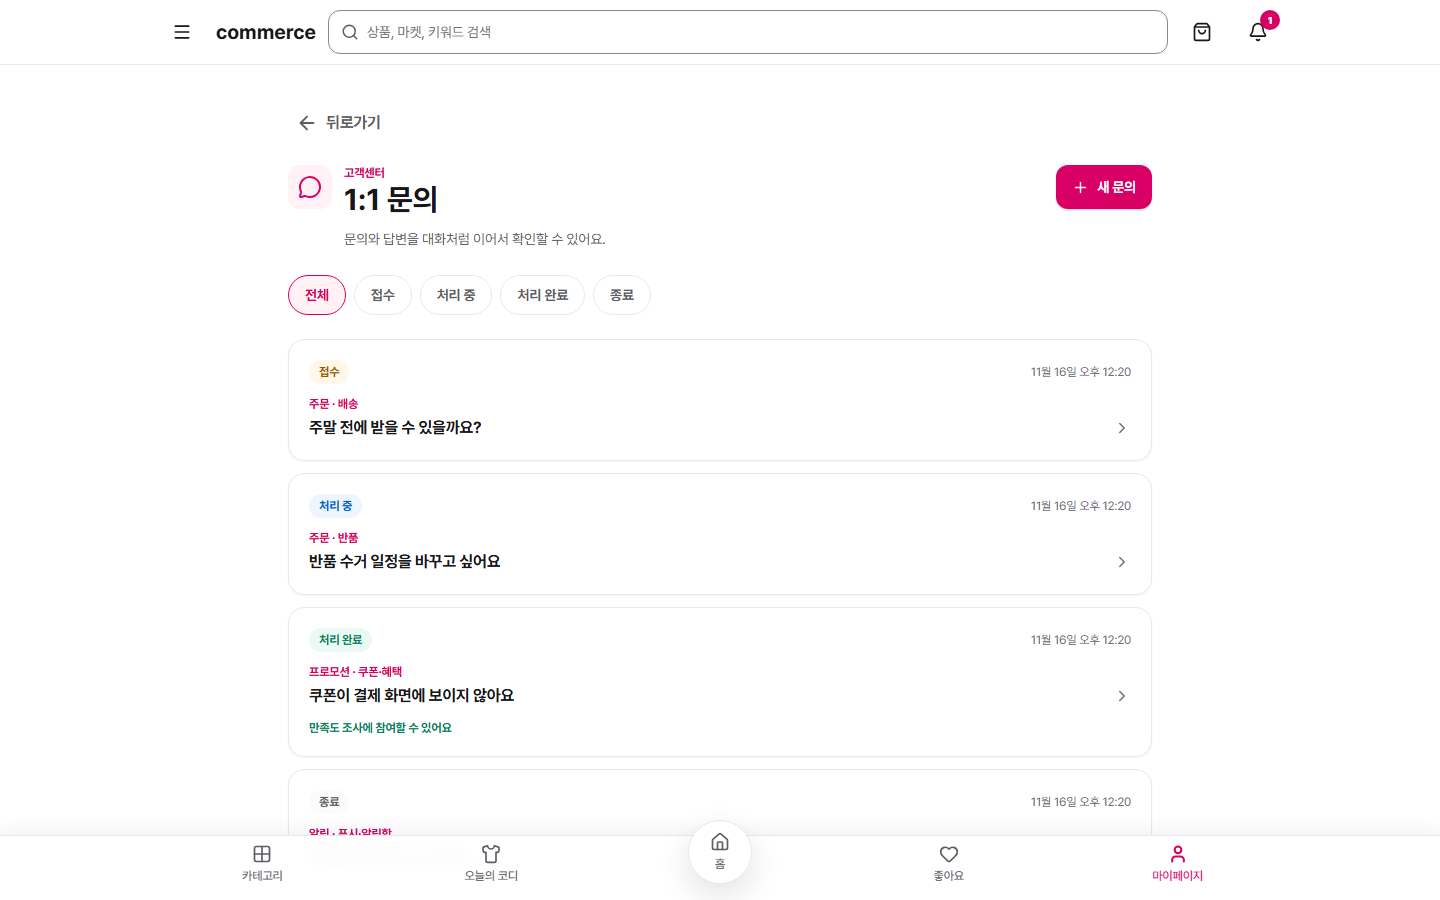 commerce
상품, 마켓, 키워드 검색
1
뒤로가기
고객센터
1:1 문의
새 문의
문의와 답변을 대화처럼 이어서 확인할 수 있어요.
전체
접수
처리 중
처리 완료
종료
접수
11월 16일 오후 12:20
주문 · 배송
주말 전에 받을 수 있을까요?
처리 중
11월 16일 오후 12:20
주문 · 반품
반품 수거 일정을 바꾸고 싶어요
처리 완료
11월 16일 오후 12:20
프로모션 · 쿠폰·혜택
쿠폰이 결제 화면에 보이지 않아요
만족도 조사에 참여할 수 있어요
종료
11월 16일 오후 12:20
알림 · 푸시·알림함
카테고리
오늘의 코디
홈
좋아요
마이페이지